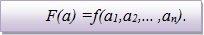 F(a) =f(a₁,a₂,... ,aₙ).